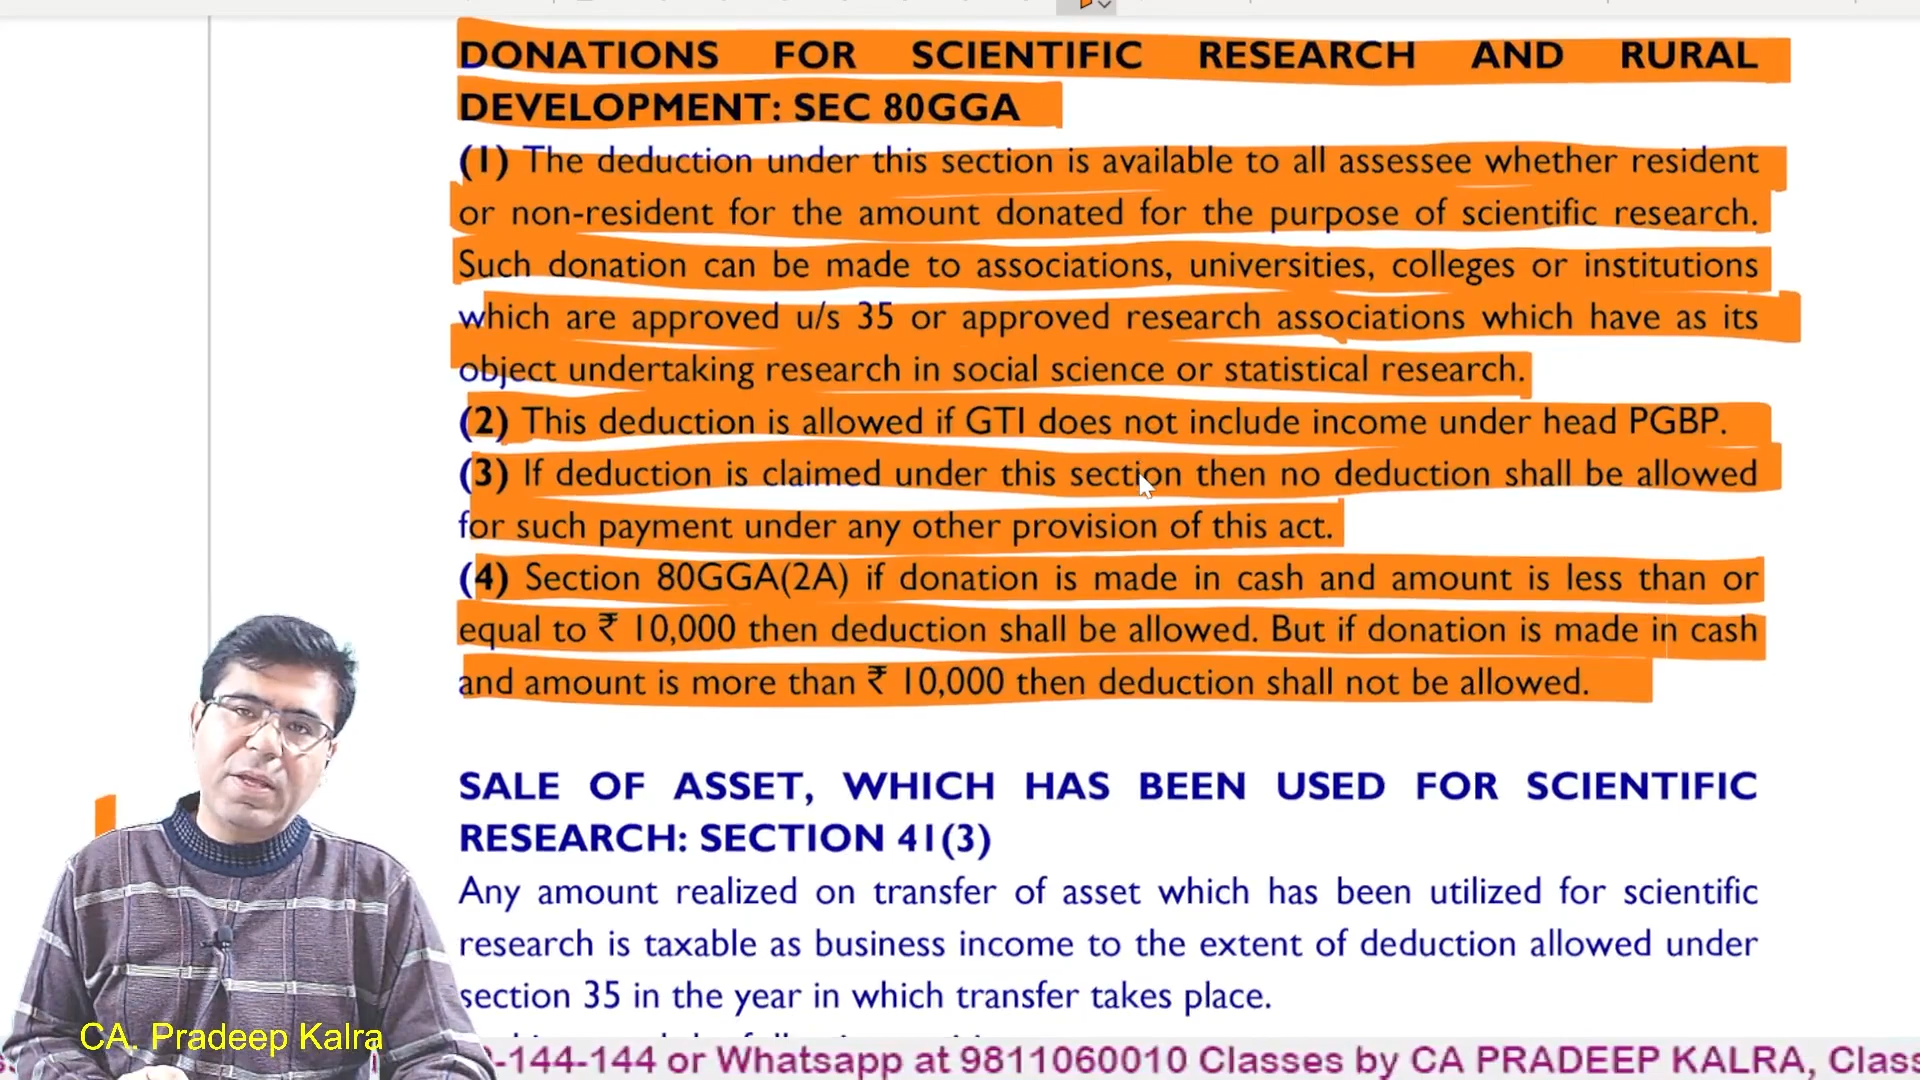 DONATIONS FOR SCIENTIFIC RESEARCH AND RURAL
DEVELOPMENT: SEC 80GGA
(1) The deduction under this section is available to all assessee whether resident
or non-resident for the amount donated for the purpose of scientific research.
Such donation can be made to associations, universities, colleges or institutions
which are approved u/s 35 or approved research associations which have as its
object undertaking research in social science or statistical research.
(2) This deduction is allowed if GTI does not include income under head PGBP.
(3) If deduction is claimed under this section then no deduction shall be allowed
for such payment under any other provision of this act.
(4) Section 80GGA(2A) if donation is made in cash and amount is less than or
equal to ₹ 10,000 then deduction shall be allowed. But if donation is made in cash
and amount is more than ₹ 10,000 then deduction shall not be allowed.
SALE OF ASSET, WHICH HAS BEEN USED FOR SCIENTIFIC
RESEARCH: SECTION 41(3)
Any amount realized on transfer of asset which has been utilized for scientific
research is taxable as business income to the extent of deduction allowed under
section 35 in the year in which transfer takes place.
CA. Pradeep Kalra
-144-144 or Whatsapp at 9811060010 Classes by CA PRADEEP KALRA, Class